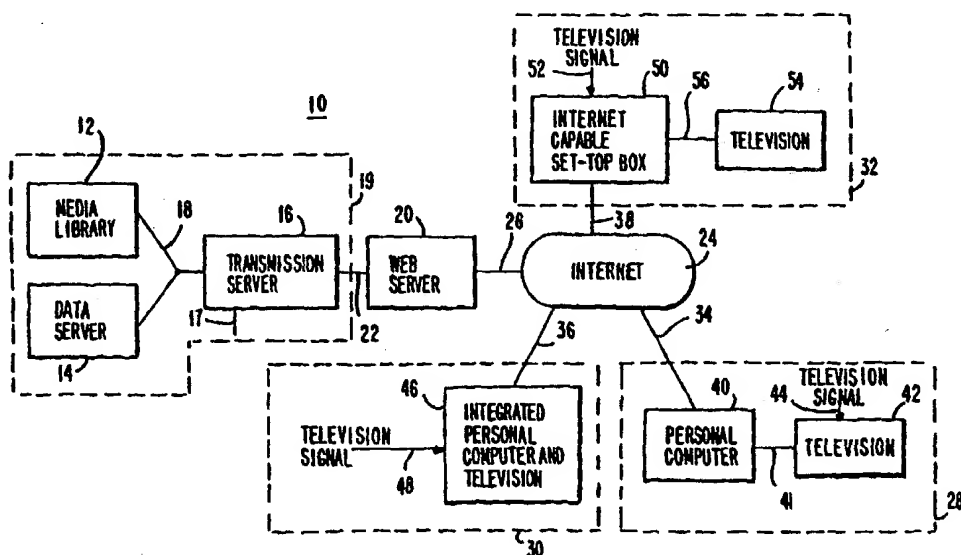 10
12
MEDIA
LIBRARY
18
DATA
SERVER
14
16
TRANSMISSION
SERVER
17
19
22
20
WEB
SERVER
26
INTERNET
24
TELEVISION
SIGNAL
52
50
INTERNET
CAPABLE
SET-TOP BOX
56
54
TELEVISION
32
38
36
34
46
INTEGRATED
PERSONAL
COMPUTER AND
TELEVISION
TELEVISION
SIGNAL
48
30
40
PERSONAL
COMPUTER
41
TELEVISION
SIGNAL
44
42
TELEVISION
28